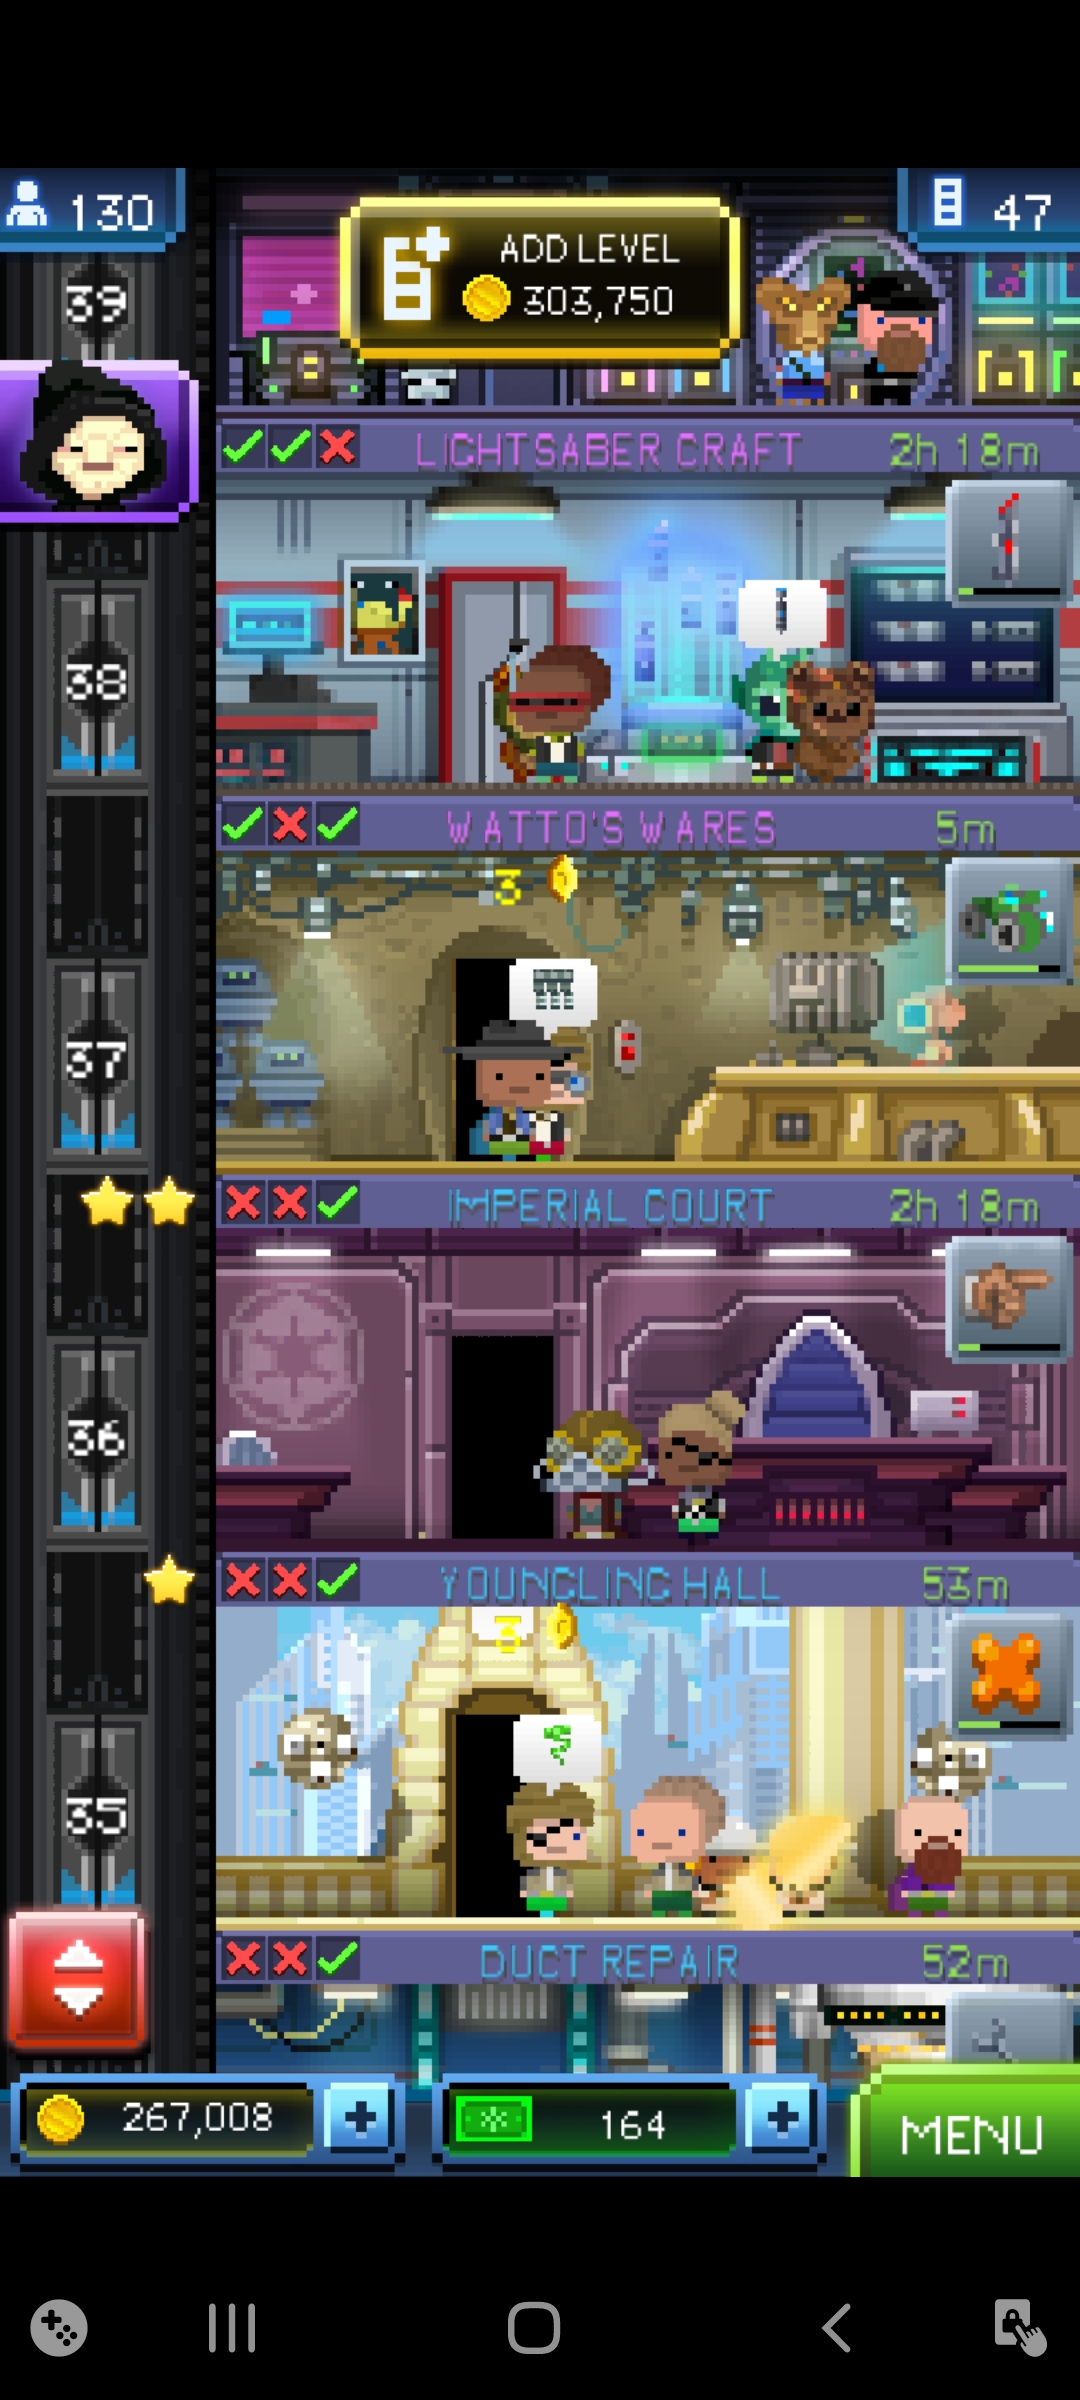 130
47
ADD LEVEL
303,750
39
LIGHTSABER CRAFT 2h 18m
38
WATTO'S WARES 5m
3
37
IMPERIAL COURT 2h 18m
36
YOUNGLING HALL 53m
3
35
DUCT REPAIR 52m
267,008
164
MENU